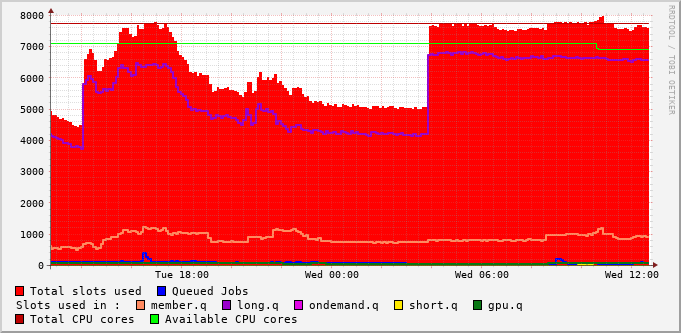 8000
7000
6000
5000
4000
3000
2000
1000
0
Tue 18:00 Wed 00:00 Wed 06:00 Wed 12:00
Total slots used Queued Jobs
Slots used in : member.q long.q ondemand.q short.q gpu.q
Total CPU cores Available CPU cores
RRDTOOL / TOBI OETIKER